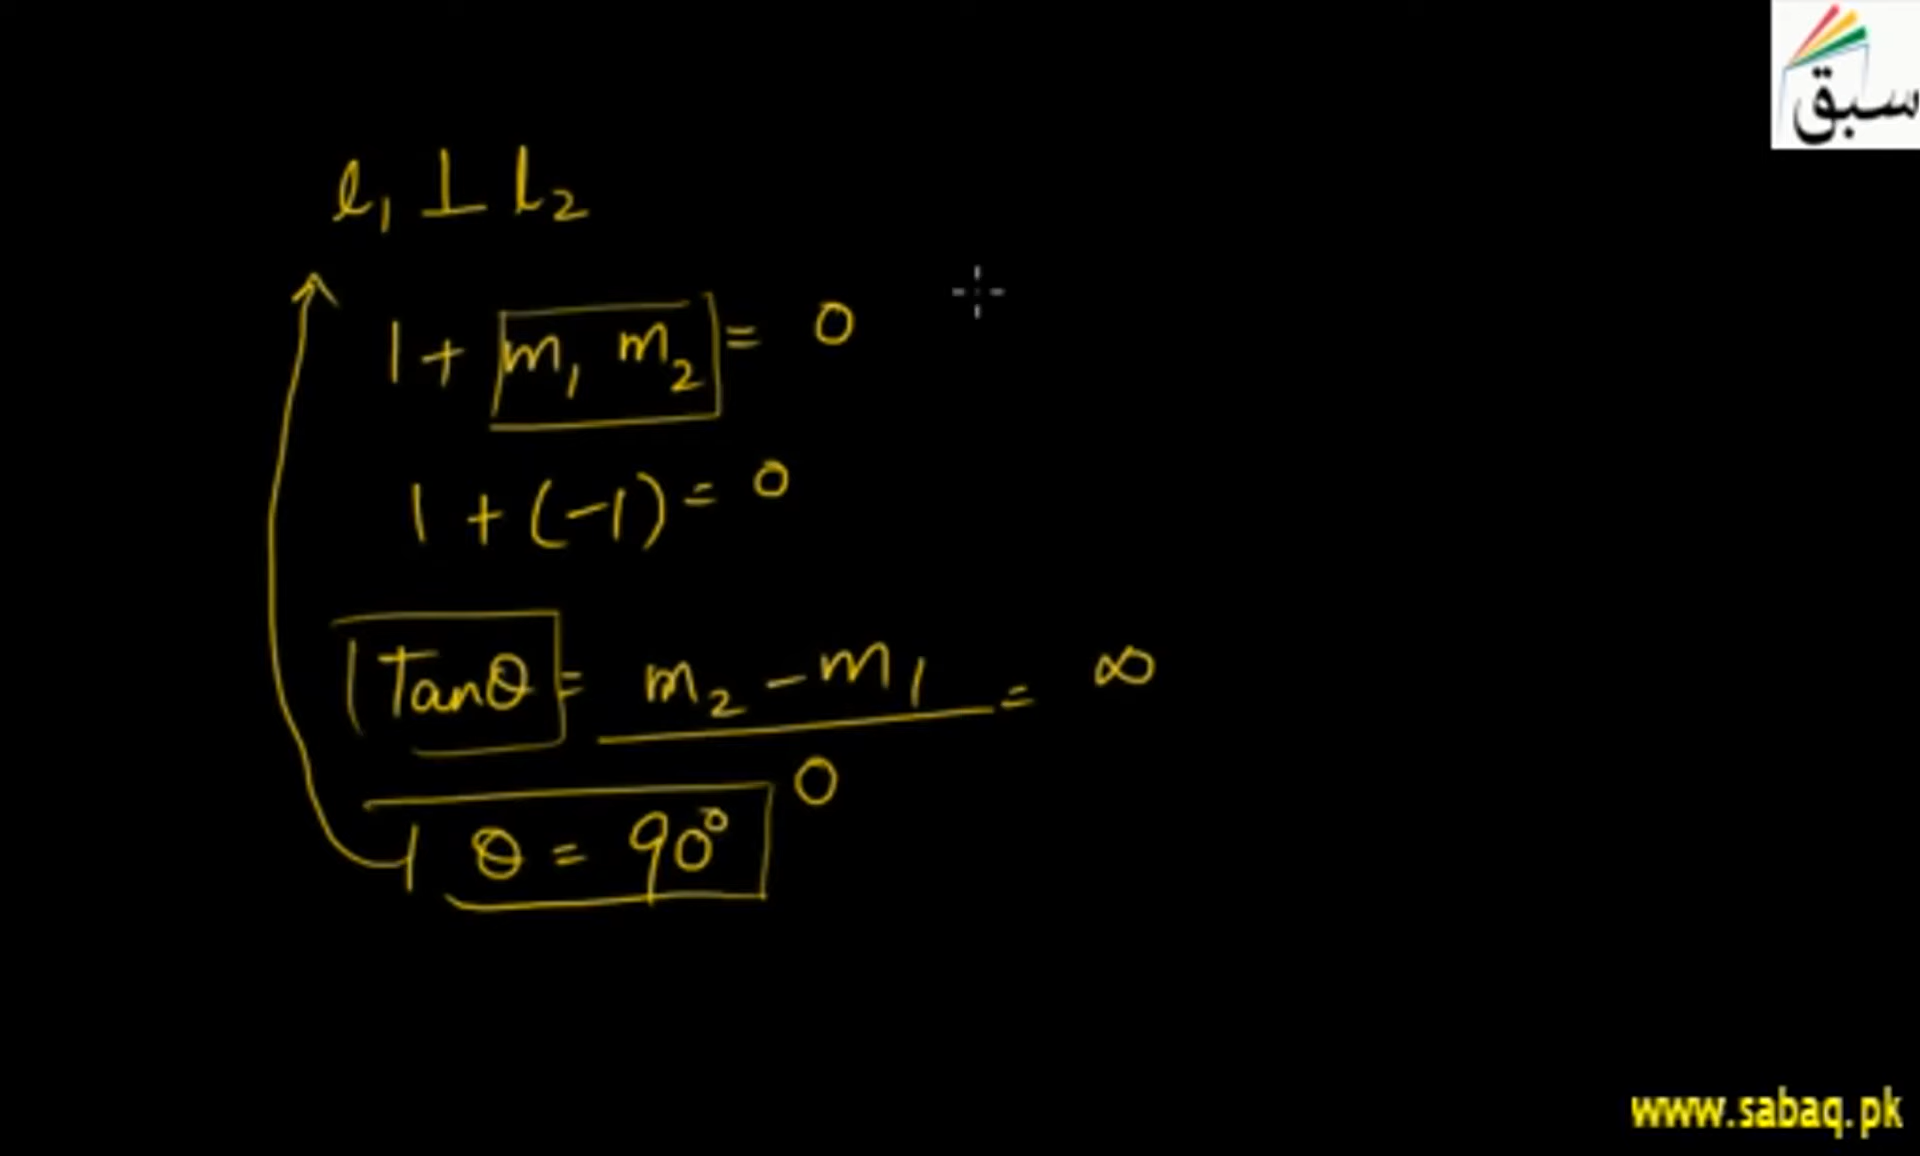 سبق
l₁ ⊥ l₂
1 + m₁ m₂ = 0
1 + (-1) = 0
Tanθ = m₂ - m₁ / 0 = ∞
θ = 90°
www.sabaq.pk